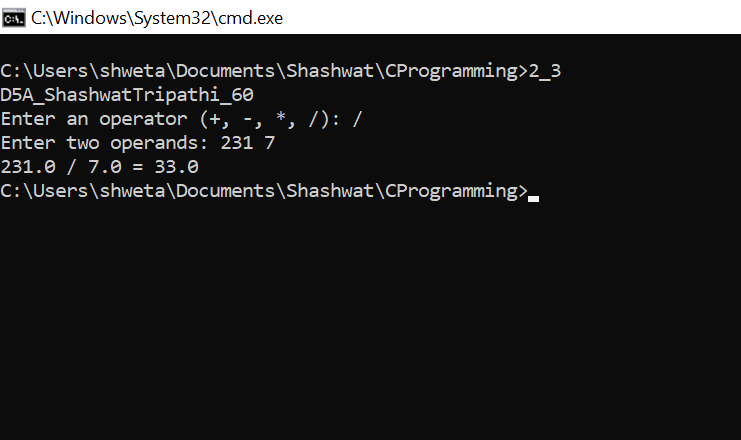 C:\Windows\System32\cmd.exe
C:\Users\shweta\Documents\Shashwat\CProgramming>2_3
D5A_ShashwatTripathi_60
Enter an operator (+, -, *, /): /
Enter two operands: 231 7
231.0 / 7.0 = 33.0
C:\Users\shweta\Documents\Shashwat\CProgramming>